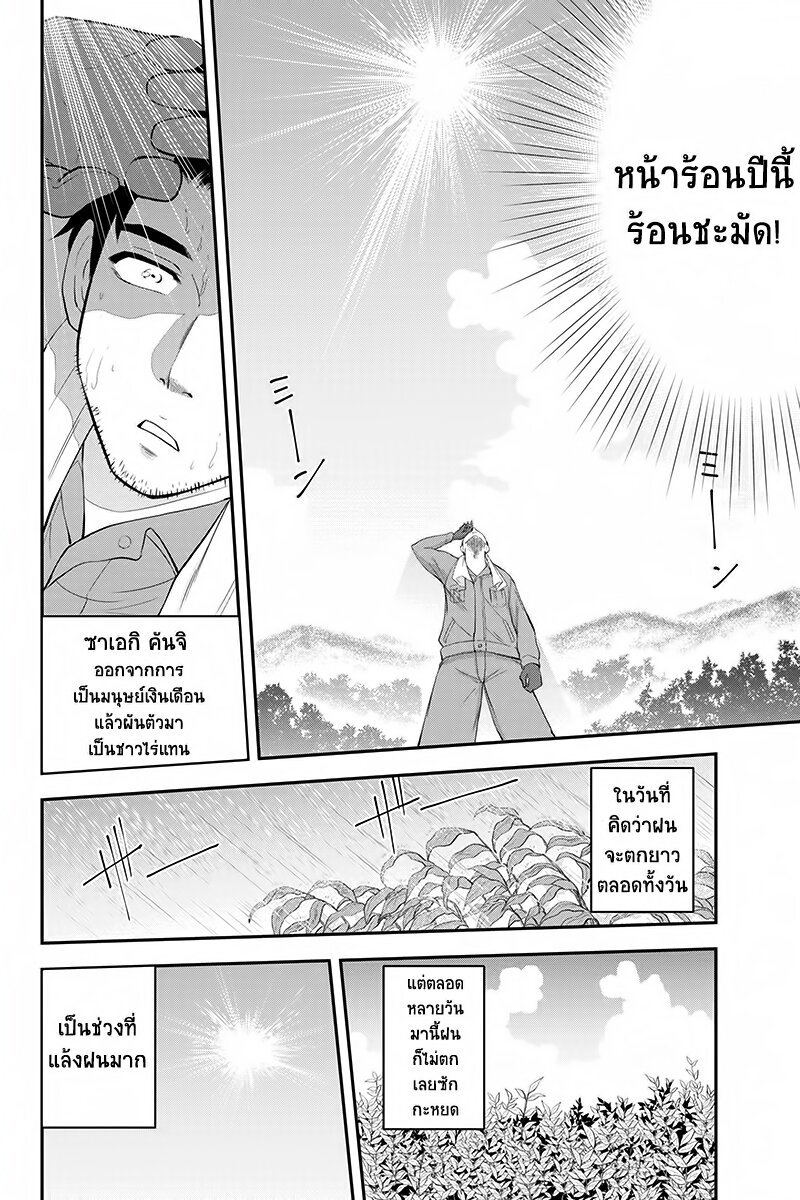 หน้าร้อนปีนี้
ร้อนชะมัด!
ミーン
ミーン
ซาเอกิ คันจิ
ออกจากการ
เป็นมนุษย์เงินเดือน
แล้วผันตัวมา
เป็นชาวไร่แทน
ในวันที่
คิดว่าฝน
จะตกยาว
ตลอดทั้งวัน
แต่ตลอด
หลายวัน
มานี้ฝน
ก็ไม่ตก
เลยซัก
กะหยด
เป็นช่วงที่
แล้งฝนมาก